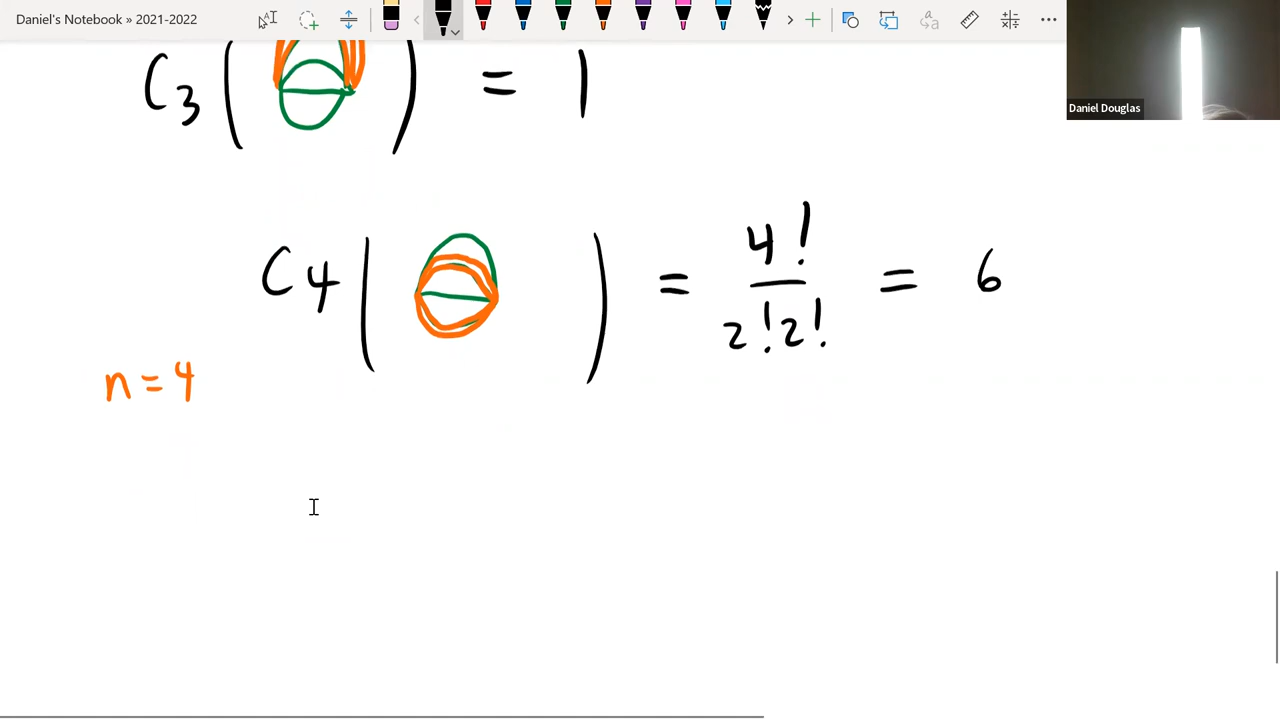 Daniel's Notebook » 2021-2022
Daniel Douglas
C3 ( ) = 1
C4 ( ) = 4! / 2!2! = 6
n = 4